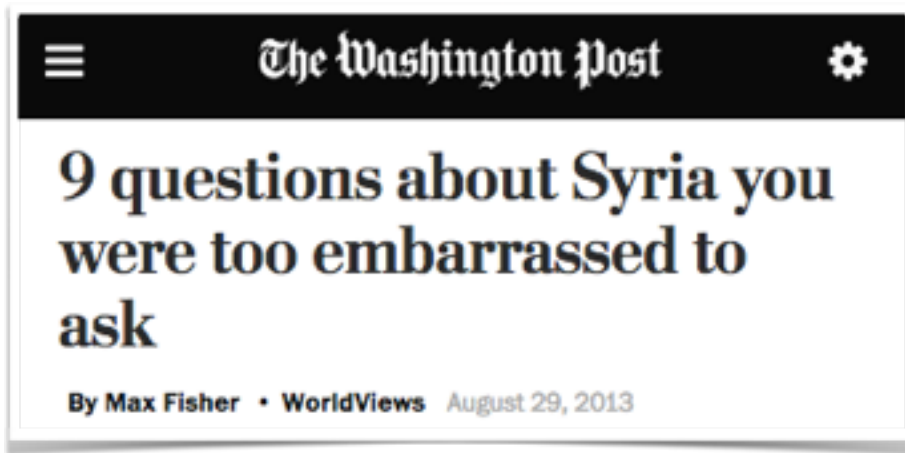 The Washington Post
9 questions about Syria you
were too embarrassed to
ask
By Max Fisher • WorldViews August 29, 2013